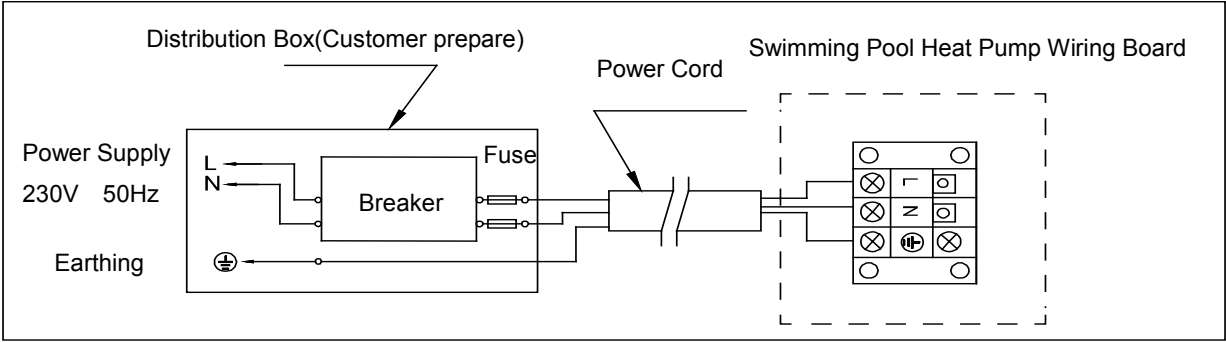 Distribution Box(Customer prepare)
Swimming Pool Heat Pump Wiring Board
Power Cord
Power Supply
230V 50Hz
L
N
Fuse
Breaker
Earthing
L
N